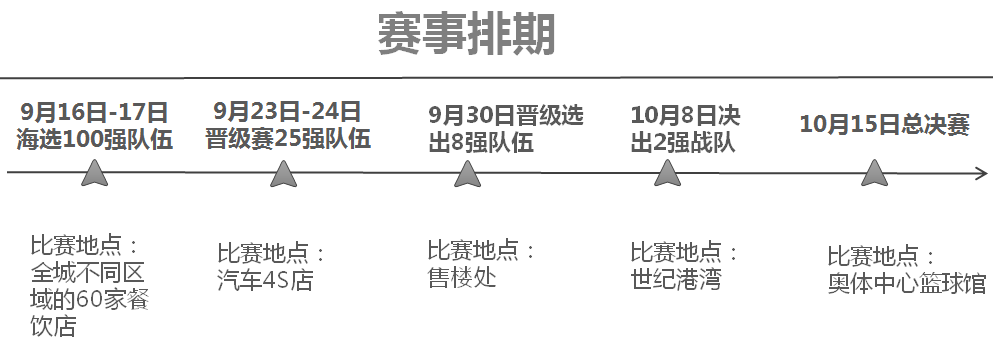 赛事排期
9月16日-17日
海选100强队伍
9月23日-24日
晋级赛25强队伍
9月30日晋级选
出8强队伍
10月8日决
出2强战队
10月15日总决赛
比赛地点：
全城不同区
域的60家餐
饮店
比赛地点：
汽车4S店
比赛地点：
售楼处
比赛地点：
世纪港湾
比赛地点：
奥体中心篮球馆